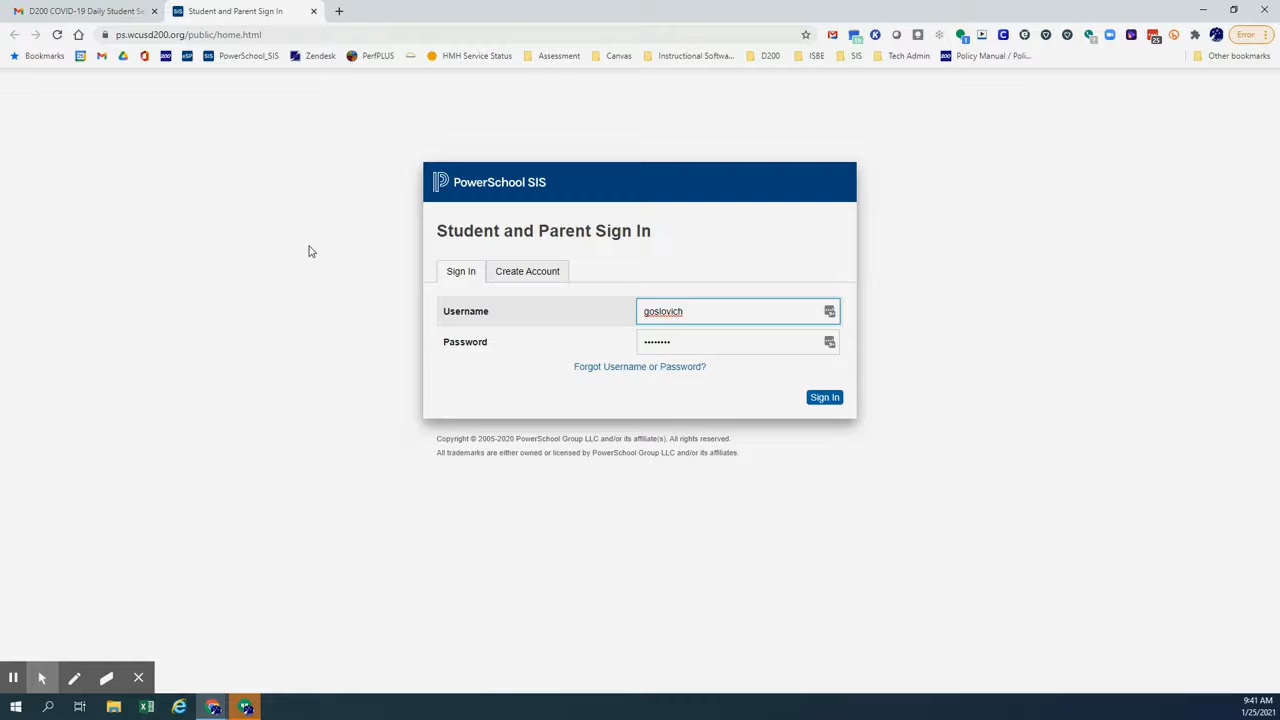 D200 COVID-19 Daily Student Se
Student and Parent Sign In
ps.wcusd200.org/public/home.html
Error
Bookmarks
PowerSchool SIS
Zendesk
PerfPLUS
HMH Service Status
Assessment
Canvas
Instructional Softwa...
D200
ISBE
SIS
Tech Admin
Policy Manual / Poli...
Other bookmarks
PowerSchool SIS
Student and Parent Sign In
Sign In
Create Account
Username
goslovich
Password
••••••••
Forgot Username or Password?
Sign In
Copyright © 2005-2020 PowerSchool Group LLC and/or its affiliate(s). All rights reserved.
All trademarks are either owned or licensed by PowerSchool Group LLC and/or its affiliates.
9:41 AM
1/25/2021